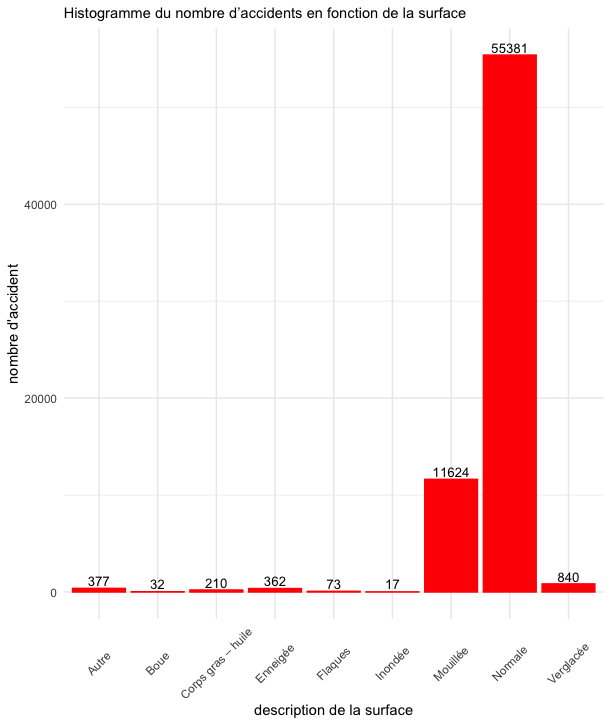 Histogramme du nombre d'accidents en fonction de la surface
55381
40000
nombre d'accident
20000
11624
377
32
210
362
73
17
840
0
Autre
Boue
Corps gras – huile
Enneigée
Flaques
Inondée
Mouillée
Normale
Verglacée
description de la surface